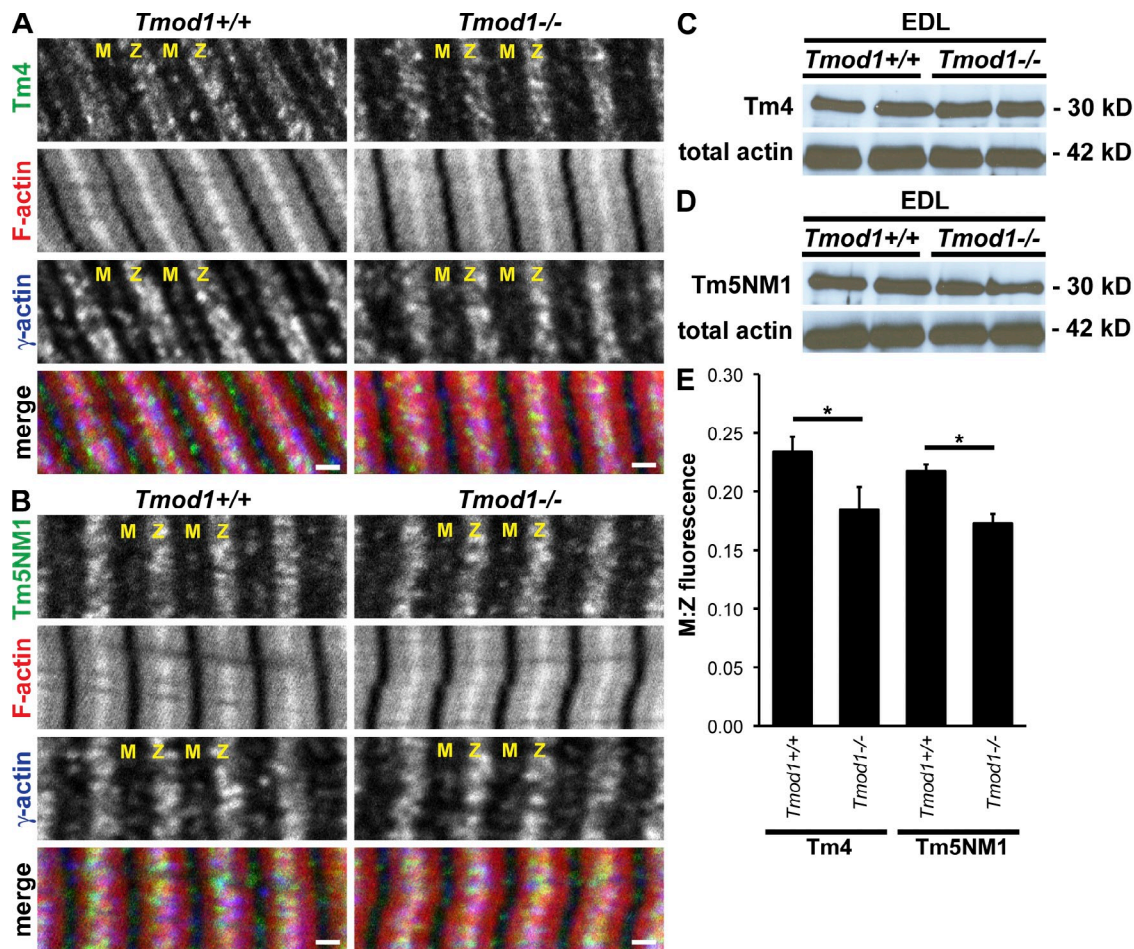 A
Tmod1+/+
Tmod1-/-
Tm4
M Z M Z
M Z M Z
F-actin
γ-actin
M Z M Z
M Z M Z
merge
B
Tmod1+/+
Tmod1-/-
Tm5NM1
M Z M Z
M Z M Z
F-actin
γ-actin
M Z M Z
M Z M Z
merge
C
EDL
Tmod1+/+ Tmod1-/-
Tm4 - 30 kD
total actin - 42 kD
D
EDL
Tmod1+/+ Tmod1-/-
Tm5NM1 - 30 kD
total actin - 42 kD
E
M:Z fluorescence
0.30
0.25
0.20
0.15
0.10
0.05
0.00
* *
Tmod1+/+
Tmod1-/-
Tmod1+/+
Tmod1-/-
Tm4
Tm5NM1